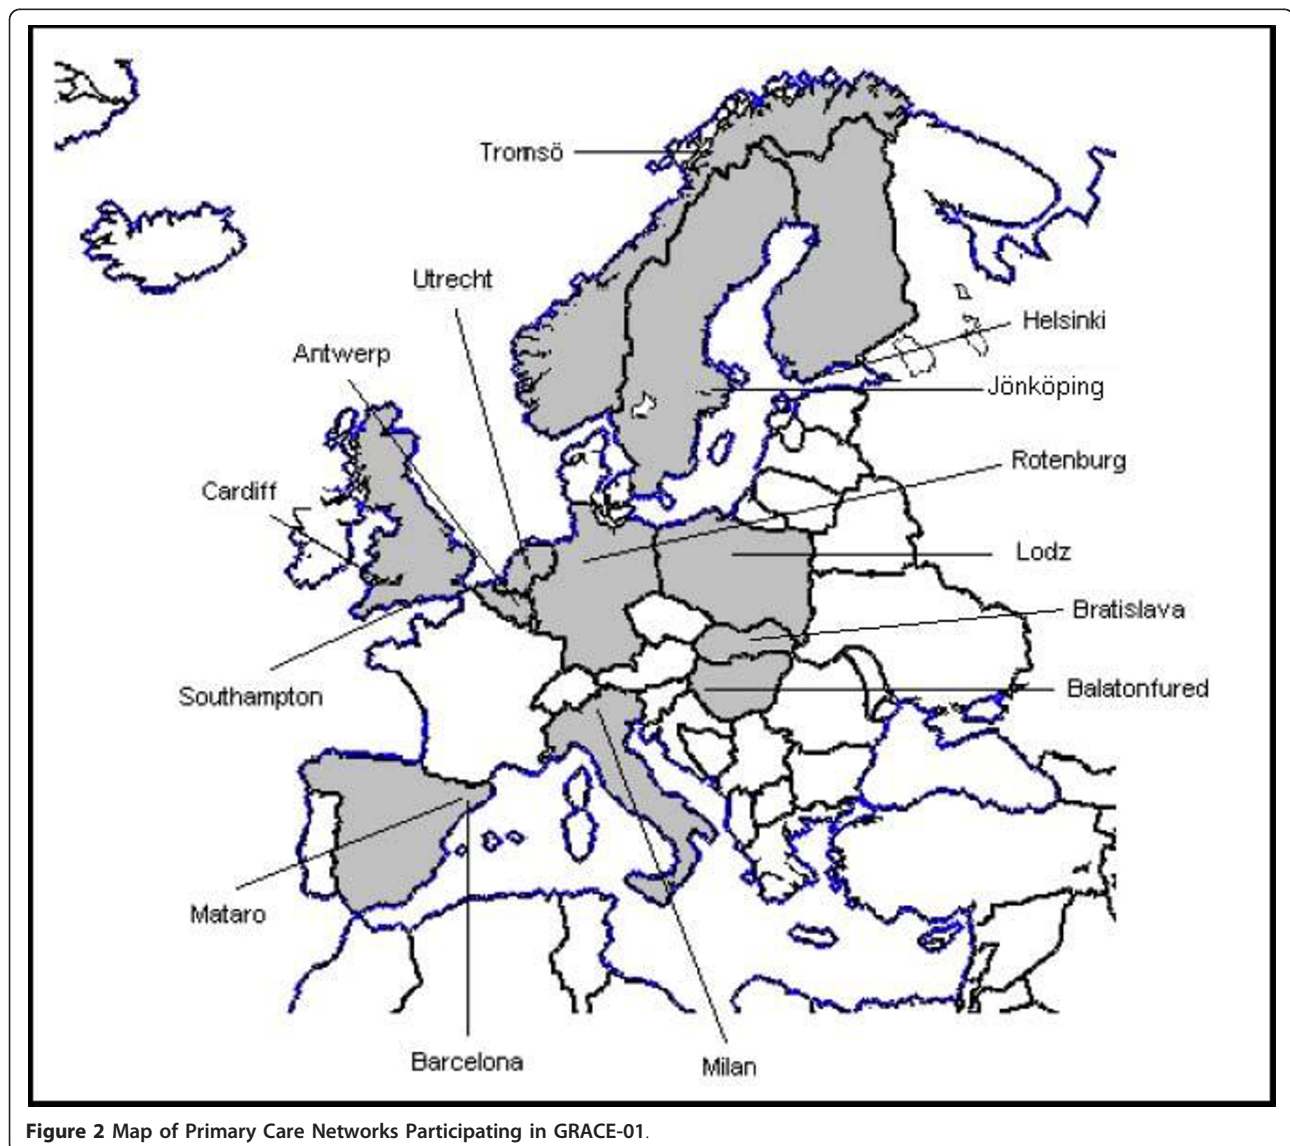 Tromsö
Utrecht
Helsinki
Antwerp
Jönköping
Rotenburg
Cardiff
Lodz
Bratislava
Southampton
Balatonfured
Mataro
Barcelona
Milan
Figure 2 Map of Primary Care Networks Participating in GRACE-01.